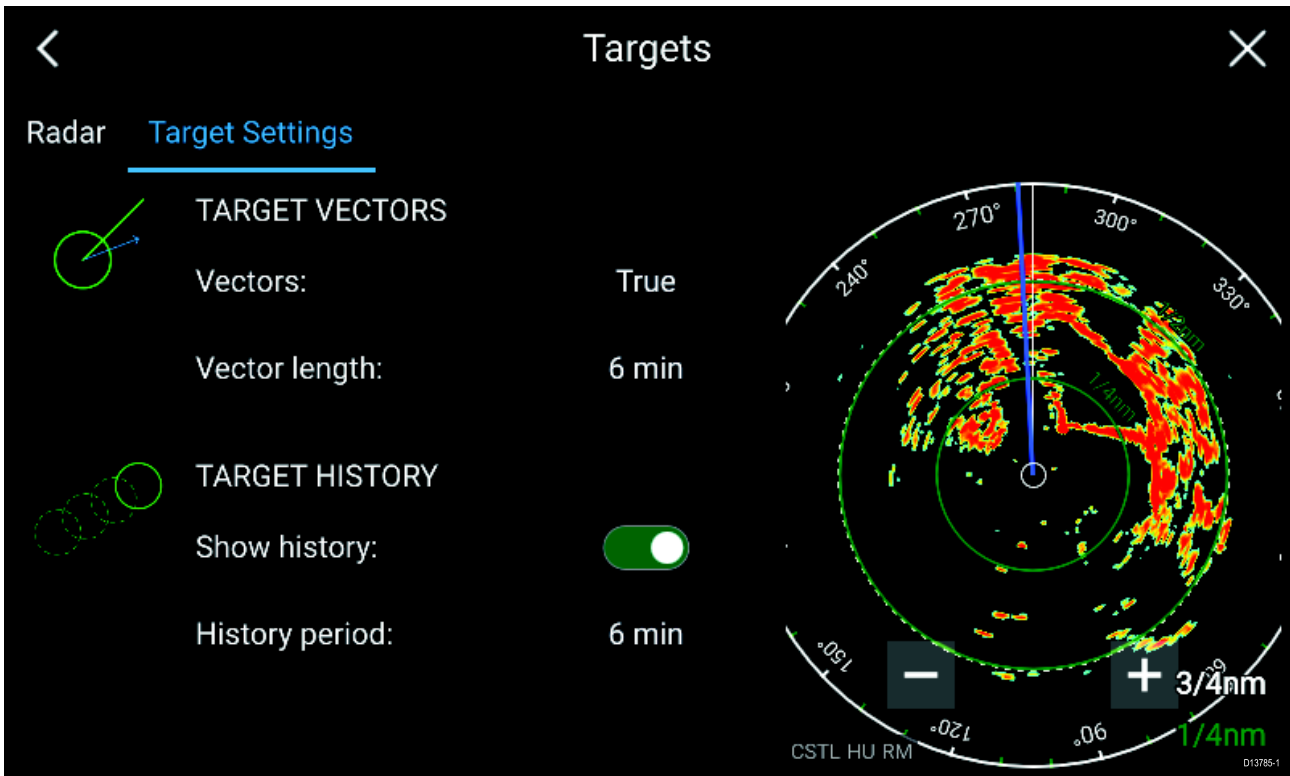 Targets
Radar
Target Settings
TARGET VECTORS
Vectors:
True
Vector length:
6 min
TARGET HISTORY
Show history:
History period:
6 min
240°
270°
300°
330°
1/2nm
1/4nm
150°
120°
90°
3/4nm
1/4nm
CSTL HU RM
D13785-1